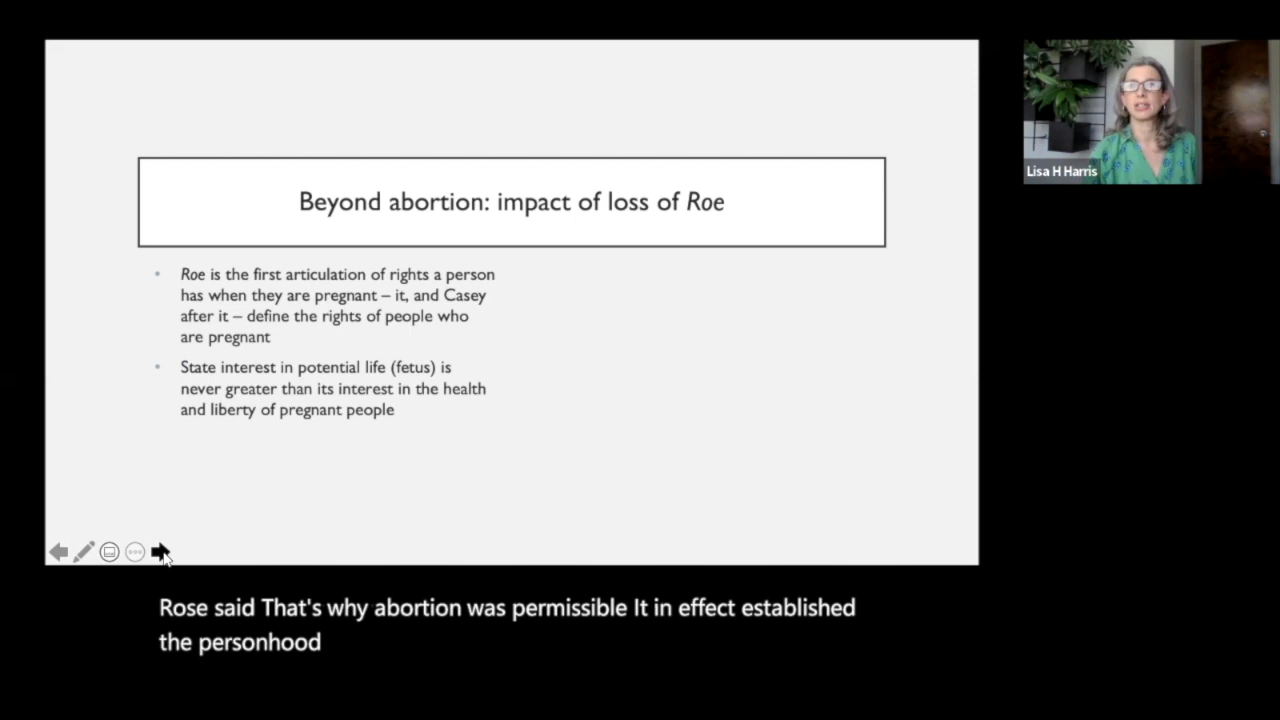 Beyond abortion: impact of loss of Roe
Roe is the first articulation of rights a person
has when they are pregnant – it, and Casey
after it – define the rights of people who
are pregnant
State interest in potential life (fetus) is
never greater than its interest in the health
and liberty of pregnant people
Lisa H Harris
Rose said That's why abortion was permissible It in effect established
the personhood